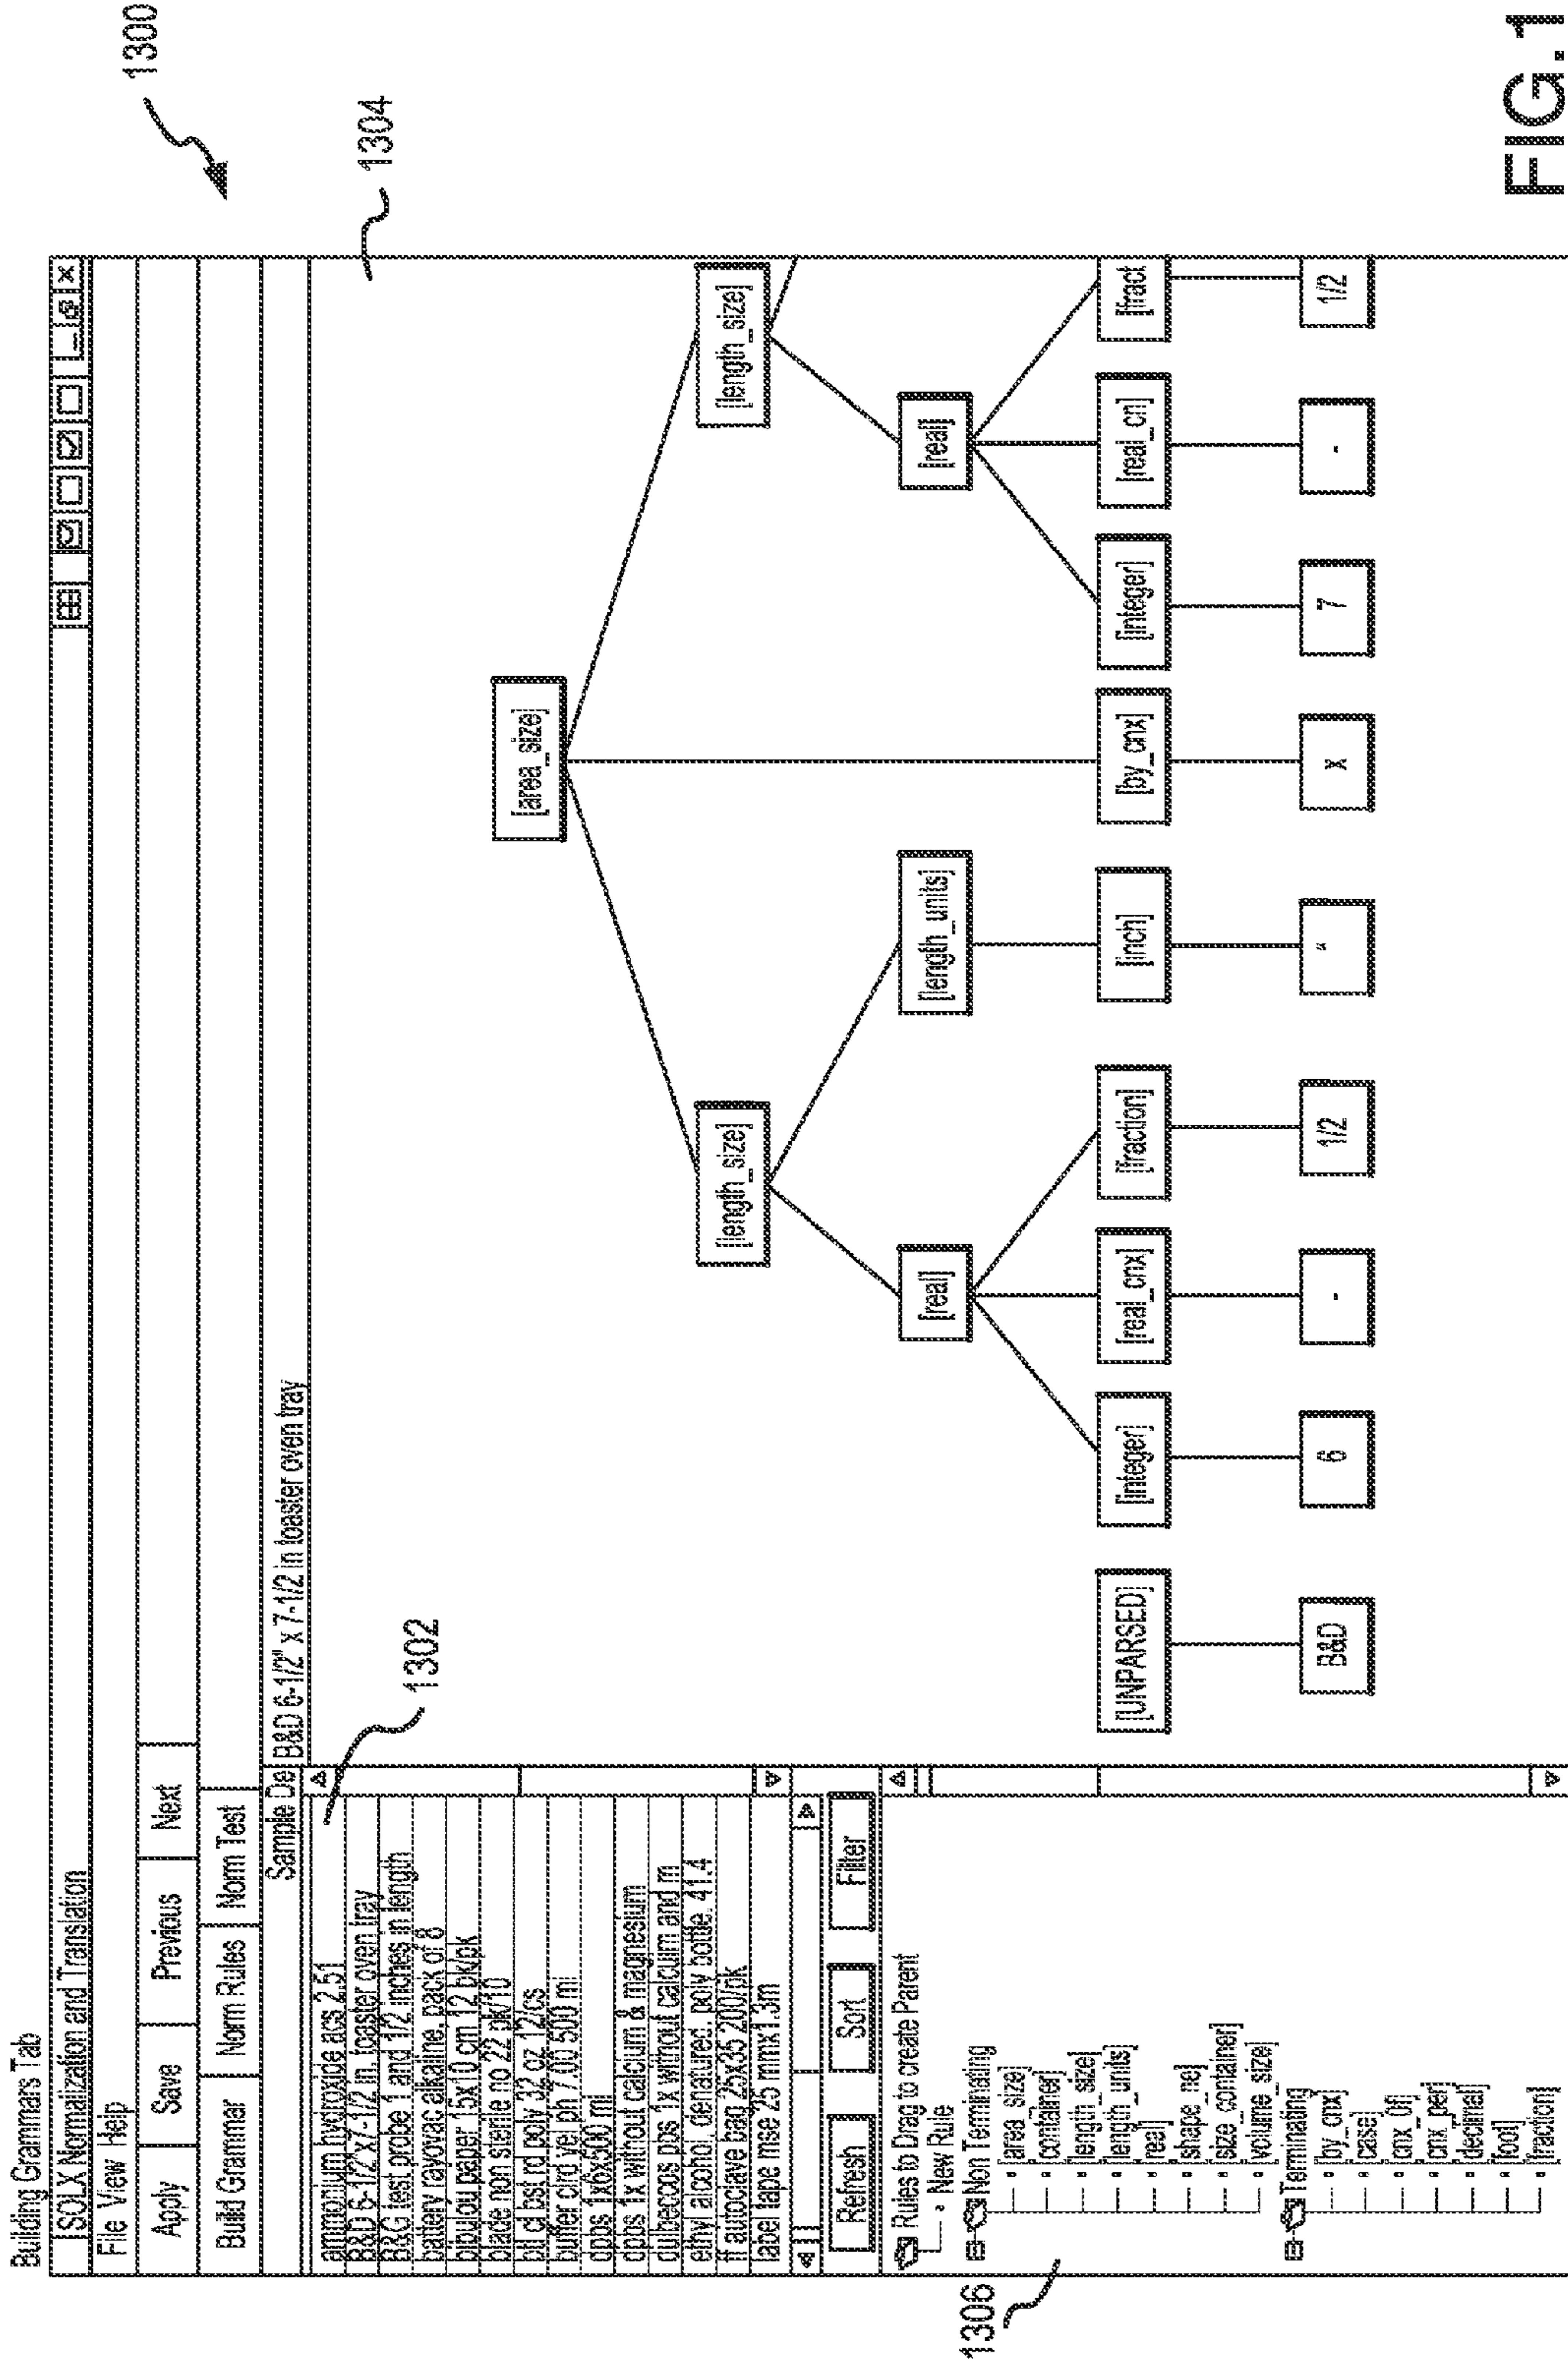 Building Grammars Tab
SOLX Normalization and Translation
File View Help
Apply Save Previous Next
Build Grammar Norm Rules Norm Test
Sample De B&D 6-1/2" x 7-1/2 in toaster oven tray
ammonium hydroxide acs 2.51
B&D 6-1/2"x7-1/2 in. toaster oven tray
B&G test probe 1 and 1/2 inches in length
battery rayovac alkaline. pack of 8
bibulou paper. 15x10 cm 12 bk/pk
blade non sterile no 22 pk/10
btl cl bst rd poly 32 oz 12/cs
buffer clrd yel ph 7.00 500 ml
dpbs 1x6x500 ml
dpbs 1x without calcium & magnesium
dulbeccos pbs 1x without calcuim and m
ethyl alcohol, denatured. poly bottle. 41.4
ff autoclave bag 25x35 200/pk
label tape mse 25 mmx1.3m
Refresh Sort Filter
Rules to Drag to create Parent
New Rule
Non Terminating
[area_size]
[container]
[length_size]
[length_units]
[real]
[shape_ne]
[size_container]
[volume_size]
Terminating
[by_cnx]
[case]
[cnx_of]
[cnx_per]
[decimal]
[foot]
[fraction]
[area_size]
[length_size] [length_size]
[real] [length_units] [real]
[UNPARSED] [integer] [real_cnx] [fraction] [inch] [by_cnx] [integer] [real_cn] [fract
B&D 6 - 1/2 " x 7 - 1/2
1300
1302
1304
1306
FIG.1